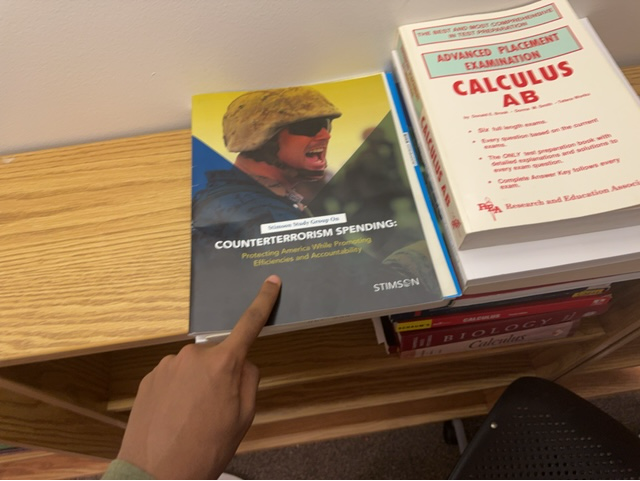 Stimson Study Group On
COUNTERTERRORISM SPENDING:
Protecting America While Promoting
Efficiencies and Accountability
STIMSON
THE BEST AND MOST COMPREHENSIVE
IN TEST PREPARATION
ADVANCED PLACEMENT
EXAMINATION
CALCULUS
AB
• Six full-length exams.
• Every question based on the current
exams.
• The ONLY test preparation book with
detailed explanations and solutions to
every exam question.
• Complete Answer Key follows every
exam.
REA Research and Education Associa
CALCULUS AB
CALCULUS
BIOLOGY
Calculus